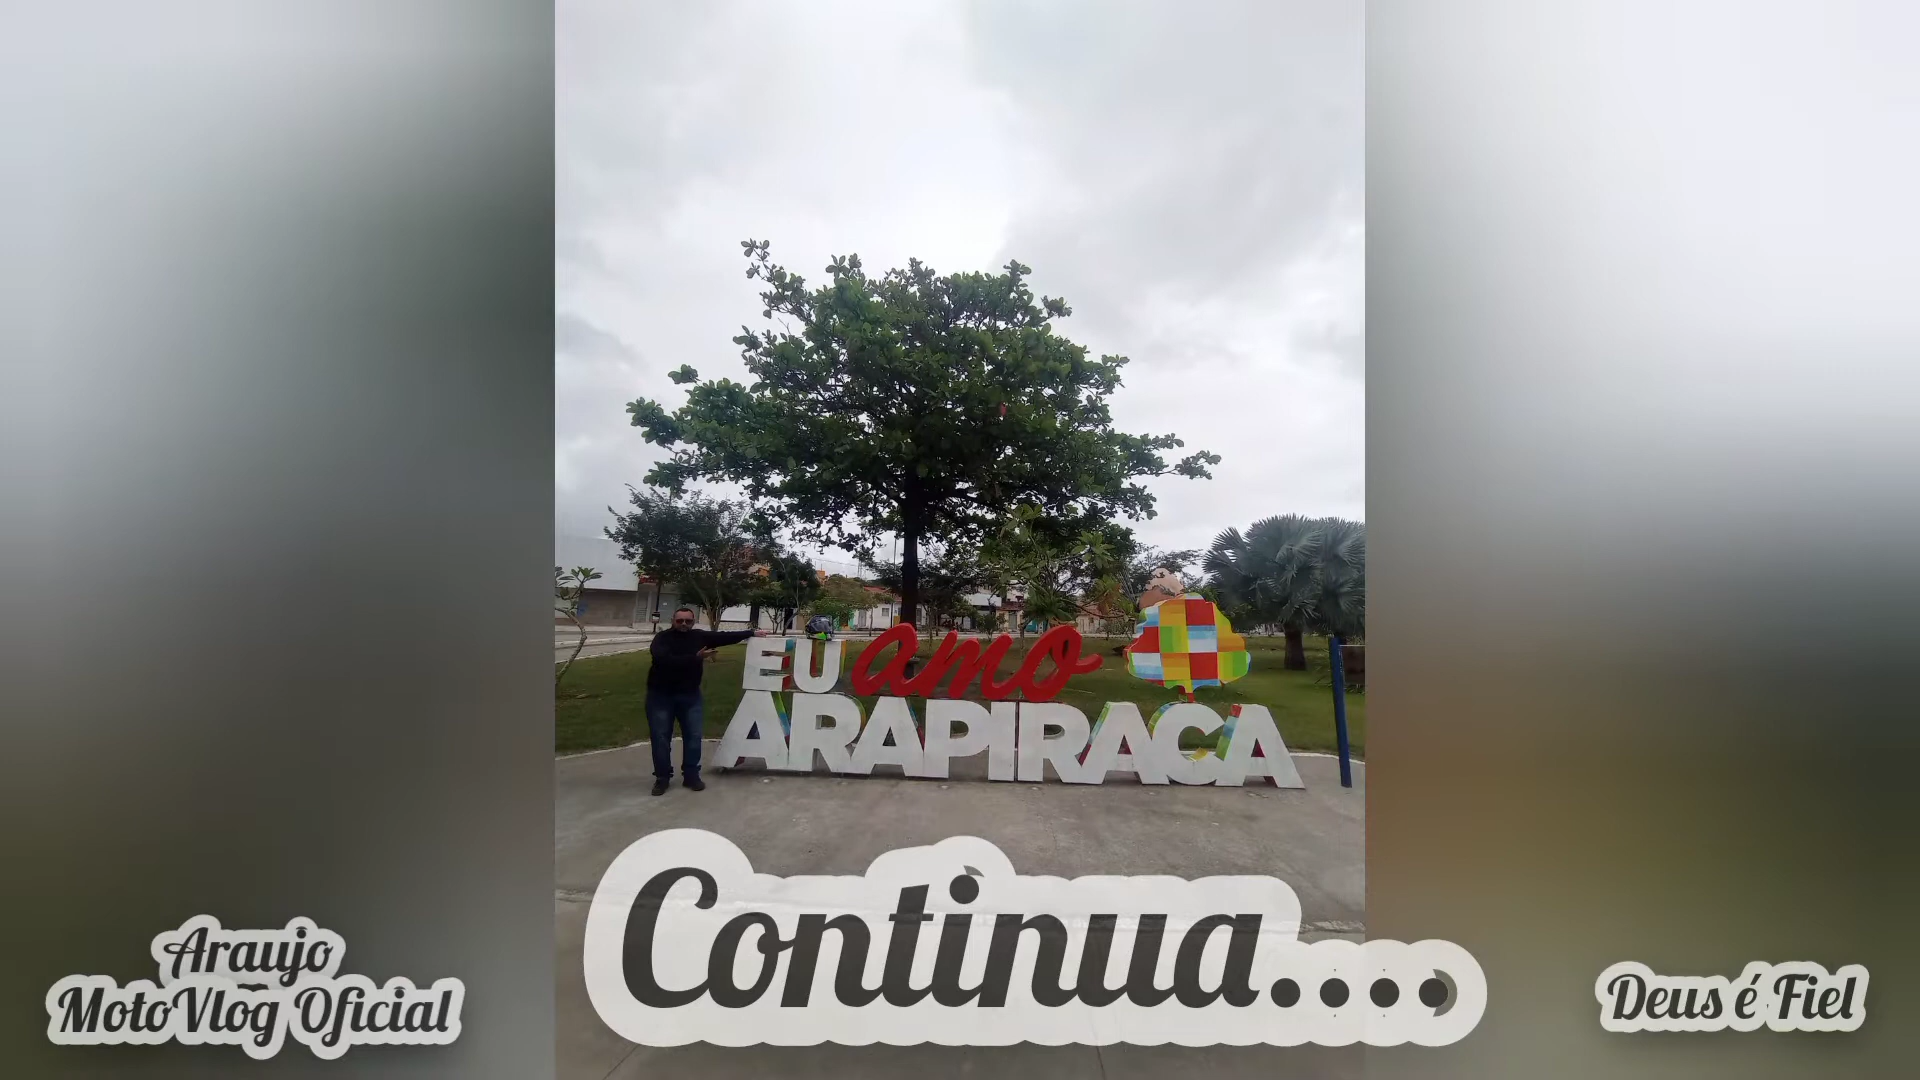 EU amo
ARAPIRACA
Continua....
Araujo
MotoVlog Oficial
Deus é Fiel